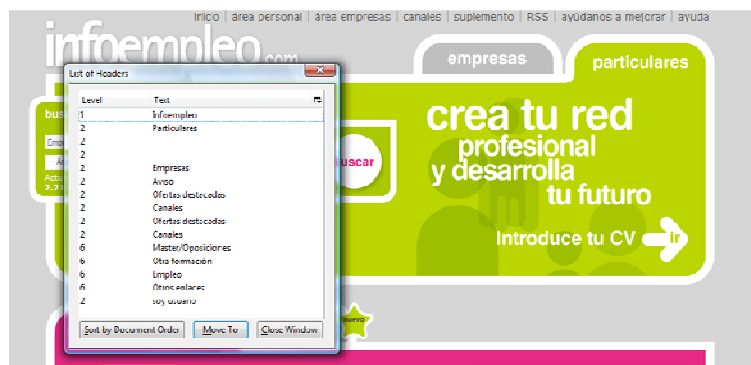 inicio | área personal | área empresas | canales | suplemento | RSS | ayúdanos a mejorar | ayuda
infoempleo.com
empresas
particulares
List of Headers
Level Text
1 Infoempleo
2 Particulares
2
2
2 Empresas
2 Aviso
2 Ofertas destacadas
2 Canales
2 Ofertas destacadas
2 Canales
6 Master/Oposiciones
6 Otra formación
6 Empleo
6 Otros enlaces
2 soy usuario
Sort by Document Order
Move To
Close Window
bus
uscar
crea tu red
profesional
y desarrolla
tu futuro
Introduce tu CV
ir